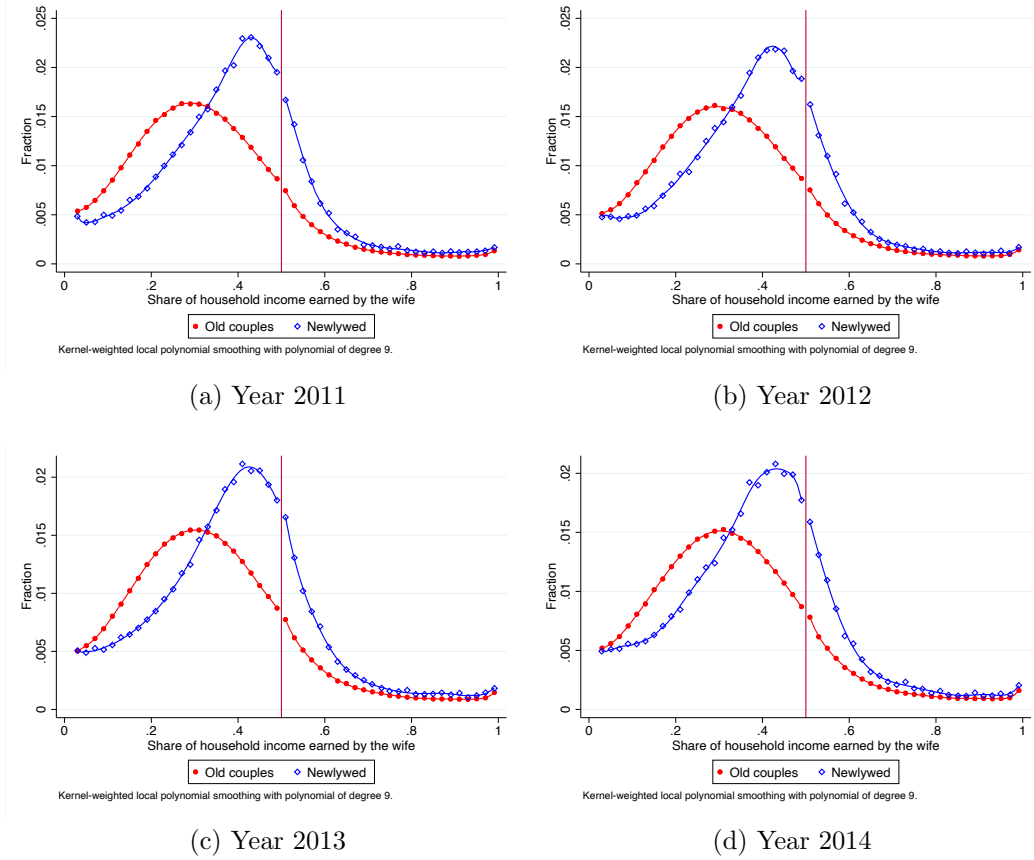 .025
.02
.015
.01
.005
0
Fraction
0 .2 .4 .6 .8 1
Share of household income earned by the wife
Old couples Newlywed
Kernel-weighted local polynomial smoothing with polynomial of degree 9.
(a) Year 2011
.025
.02
.015
.01
.005
0
Fraction
0 .2 .4 .6 .8 1
Share of household income earned by the wife
Old couples Newlywed
Kernel-weighted local polynomial smoothing with polynomial of degree 9.
(b) Year 2012
.02
.015
.01
.005
0
Fraction
0 .2 .4 .6 .8 1
Share of household income earned by the wife
Old couples Newlywed
Kernel-weighted local polynomial smoothing with polynomial of degree 9.
(c) Year 2013
.02
.015
.01
.005
0
Fraction
0 .2 .4 .6 .8 1
Share of household income earned by the wife
Old couples Newlywed
Kernel-weighted local polynomial smoothing with polynomial of degree 9.
(d) Year 2014